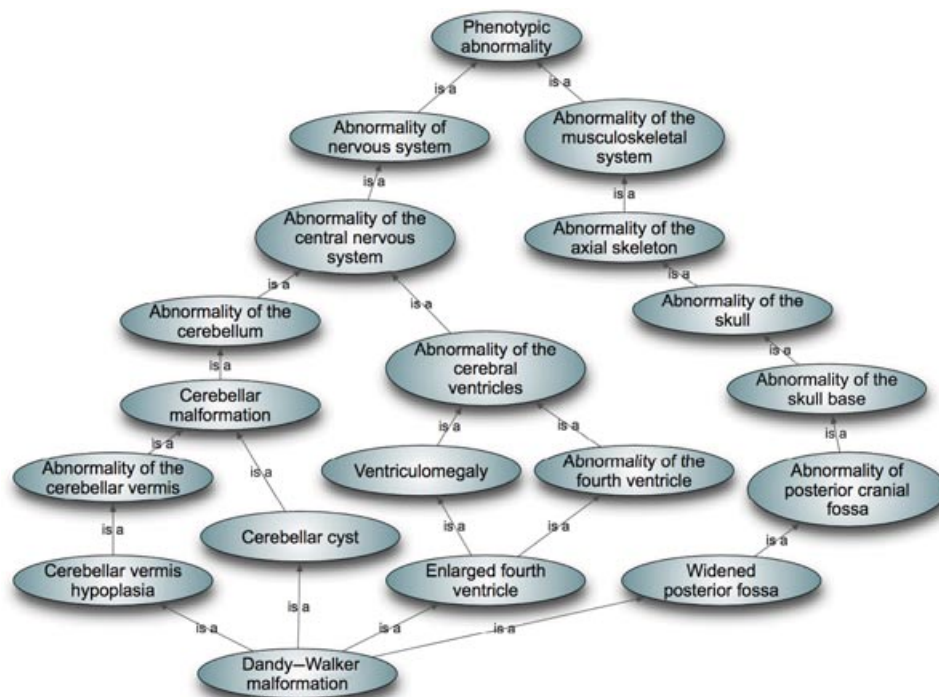 Phenotypic
abnormality
is a
is a
Abnormality of
nervous system
Abnormality of the
musculoskeletal
system
is a
is a
Abnormality of the
central nervous
system
Abnormality of the
axial skeleton
is a
is a
is a
Abnormality of the
cerebellum
Abnormality of the
skull
is a
is a
Abnormality of the
cerebral
ventricles
Abnormality of the
skull base
Cerebellar
malformation
is a
is a
is a
is a
Abnormality of the
cerebellar vermis
is a
Ventriculomegaly
Abnormality of the
fourth ventricle
Abnormality of
posterior cranial
fossa
is a
is a
is a
is a
Cerebellar cyst
Cerebellar vermis
hypoplasia
Enlarged fourth
ventricle
Widened
posterior fossa
is a
is a
is a
is a
Dandy–Walker
malformation